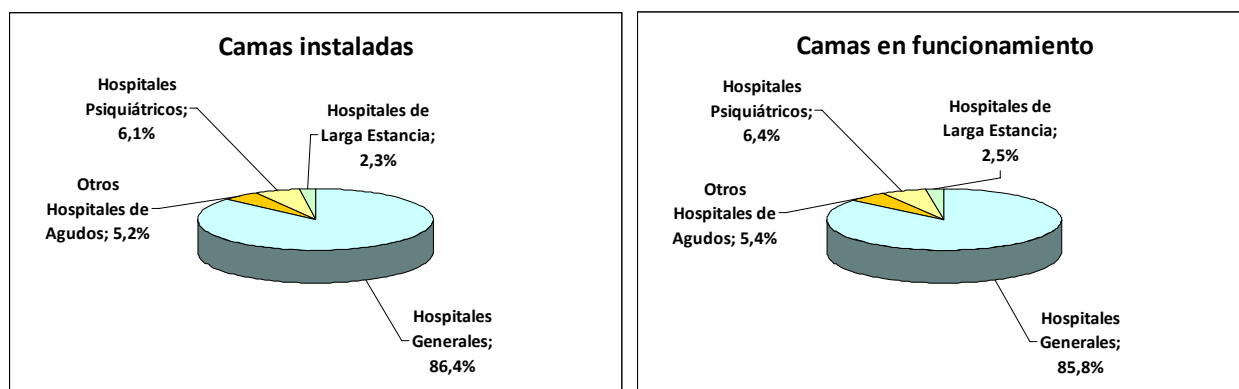 Camas instaladas
Hospitales
Psiquiátricos;
6,1%
Hospitales de
Larga Estancia;
2,3%
Otros
Hospitales de
Agudos; 5,2%
Hospitales
Generales;
86,4%
Camas en funcionamiento
Hospitales
Psiquiátricos;
6,4%
Hospitales de
Larga Estancia;
2,5%
Otros
Hospitales de
Agudos; 5,4%
Hospitales
Generales;
85,8%